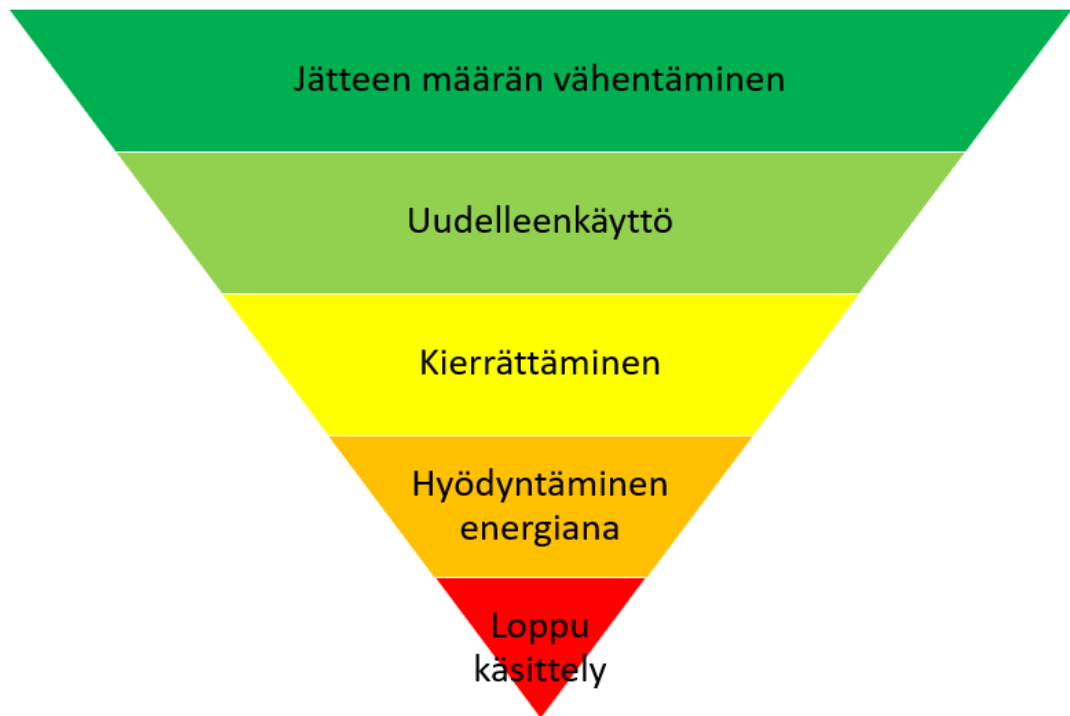 Jätteen määrän vähentäminen
Uudelleenkäyttö
Kierrättäminen
Hyödyntäminen
energiana
Loppu
käsittely